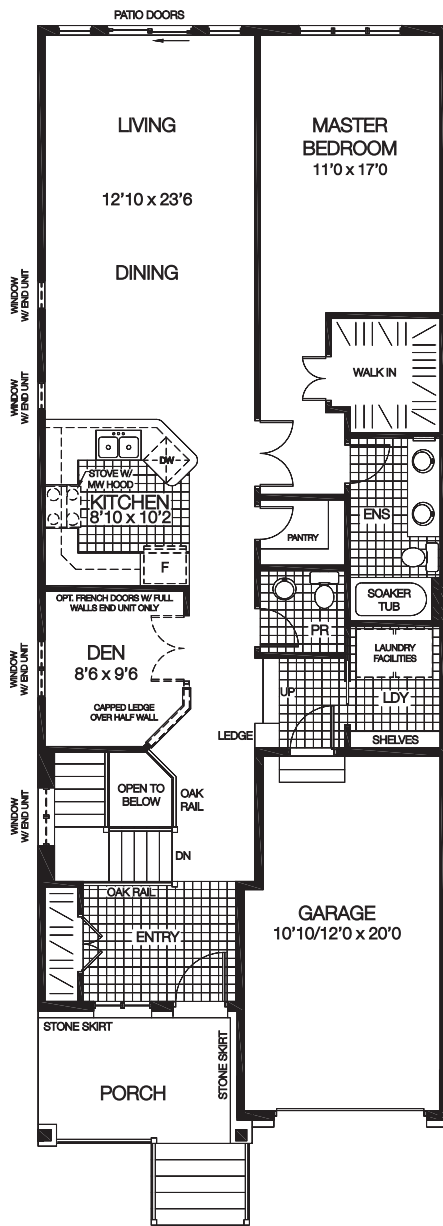 PATIO DOORS
LIVING
12'10 x 23'6
DINING
MASTER
BEDROOM
11'0 x 17'0
WINDOW
W/ END UNIT
WINDOW
W/ END UNIT
WALK IN
DW
STOVE W/
MW HOOD
KITCHEN
8'10 x 10'2
F
ENS
PANTRY
SOAKER
TUB
OPT. FRENCH DOORS W/ FULL
WALLS END UNIT ONLY
DEN
8'6 x 9'6
PR
LAUNDRY
FACILITIES
WINDOW
W/ END UNIT
UP
LDY
CAPPED LEDGE
OVER HALF WALL
LEDGE
SHELVES
OPEN TO
BELOW
OAK
RAIL
WINDOW
W/ END UNIT
DN
OAK RAIL
ENTRY
GARAGE
10'10/12'0 x 20'0
STONE SKIRT
STONE SKIRT
PORCH